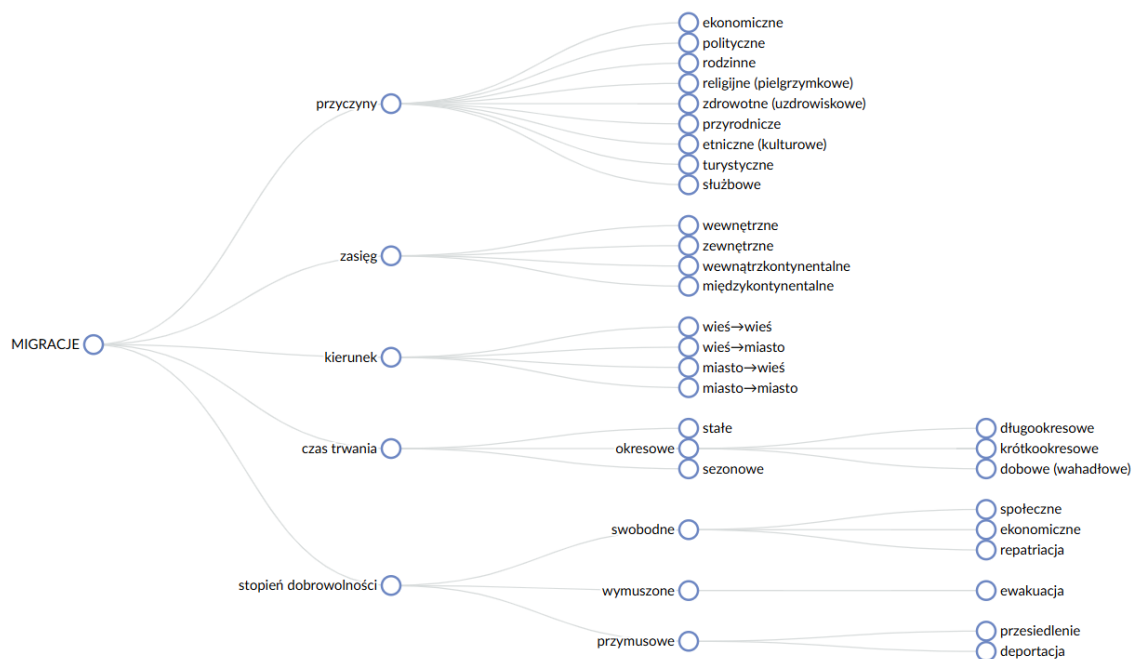 MIGRACJE
przyczyny
ekonomiczne
polityczne
rodzinne
religijne (pielgrzymkowe)
zdrowotne (uzdrowiskowe)
przyrodnicze
etniczne (kulturowe)
turystyczne
służbowe
zasięg
wewnętrzne
zewnętrzne
wewnątrzkontynentalne
międzykontynentalne
kierunek
wieś→wieś
wieś→miasto
miasto→wieś
miasto→miasto
czas trwania
stałe
okresowe
długookresowe
krótkookresowe
dobowe (wahadłowe)
sezonowe
stopień dobrowolności
swobodne
społeczne
ekonomiczne
repatriacja
wymuszone
ewakuacja
przymusowe
przesiedlenie
deportacja